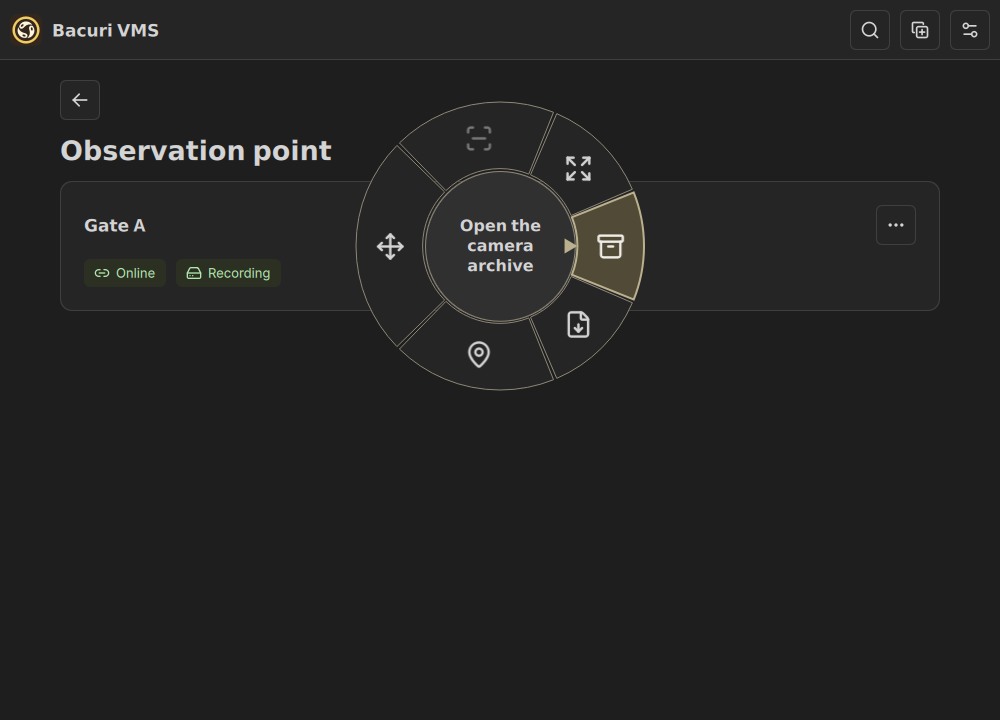 Bacuri VMS
Observation point
Gate A
Online
Recording
Open the
camera
archive